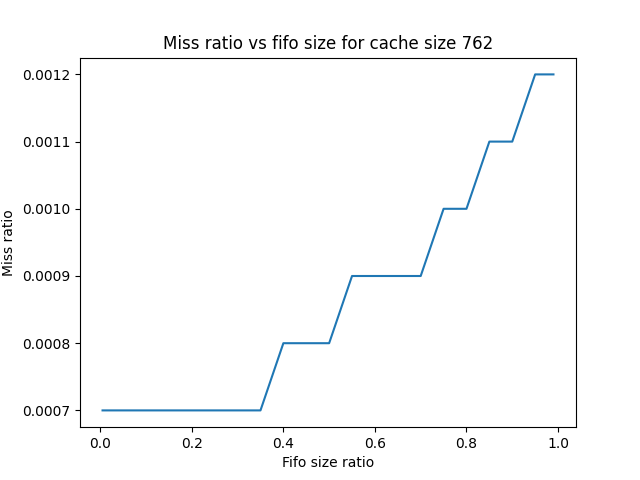 Miss ratio vs fifo size for cache size 762
0.0012
0.0011
0.0010
0.0009
0.0008
0.0007
Miss ratio
0.0 0.2 0.4 0.6 0.8 1.0
Fifo size ratio